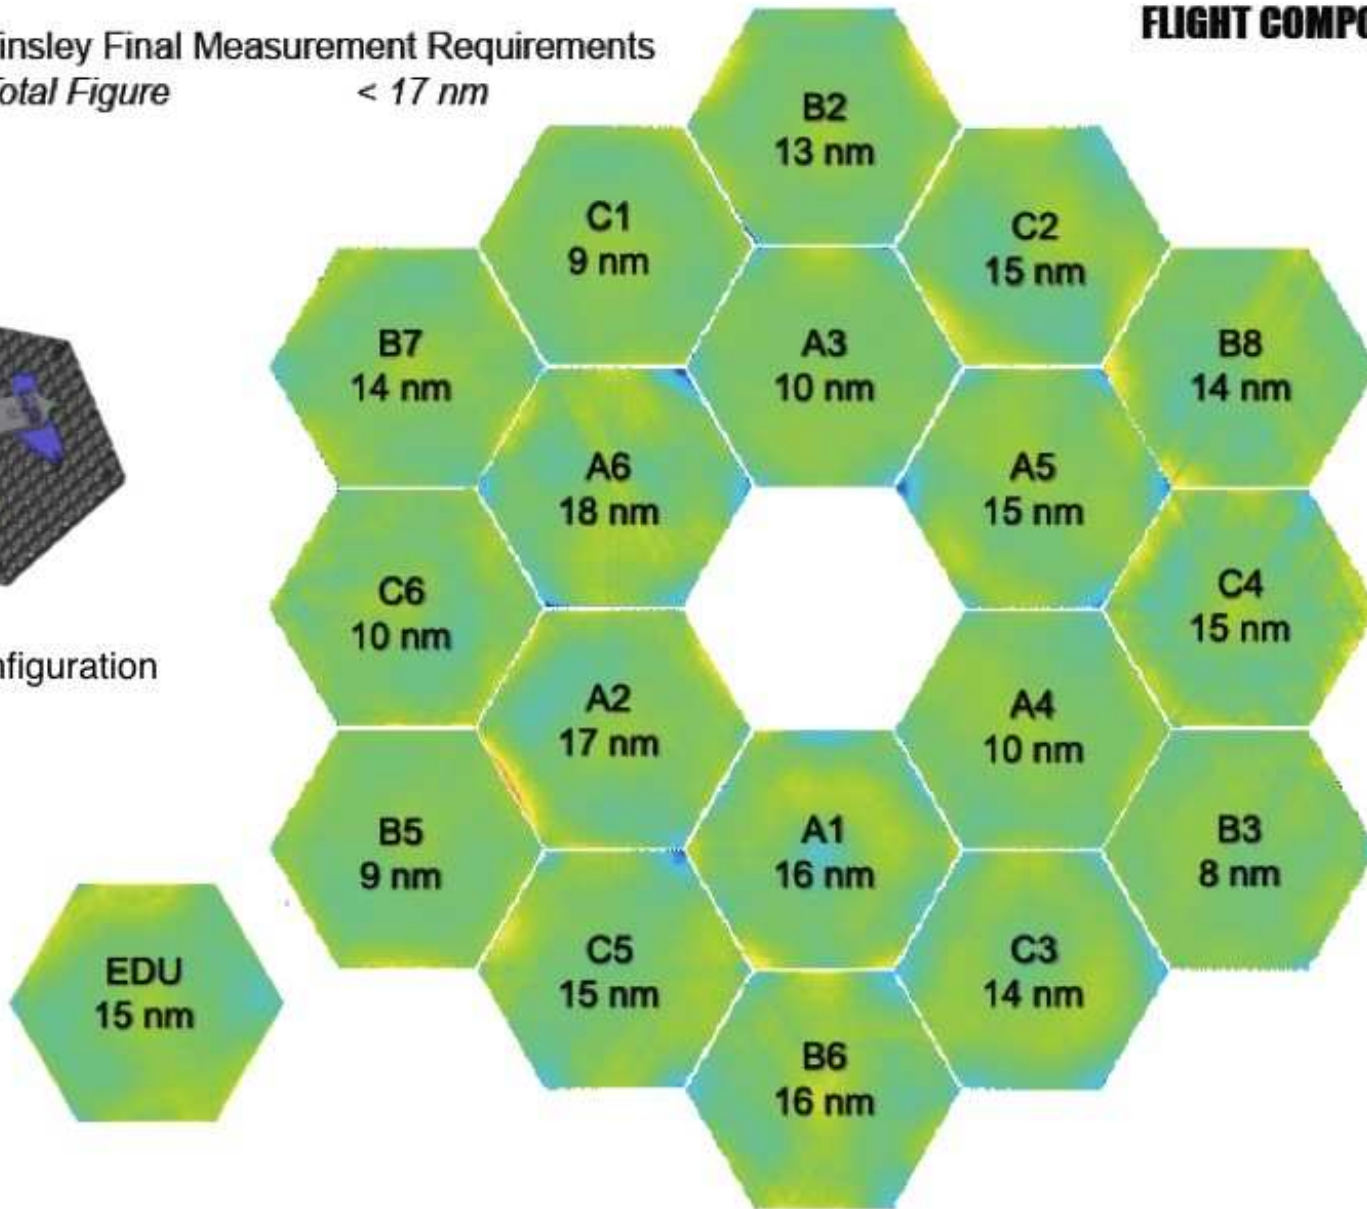 insley Final Measurement Requirements
otal Figure < 17 nm
FLIGHT COMPO
B2
13 nm
C1
9 nm
C2
15 nm
B7
14 nm
A3
10 nm
B8
14 nm
A6
18 nm
A5
15 nm
C6
10 nm
C4
15 nm
nfiguration
A2
17 nm
A4
10 nm
B5
9 nm
A1
16 nm
B3
8 nm
EDU
15 nm
C5
15 nm
C3
14 nm
B6
16 nm